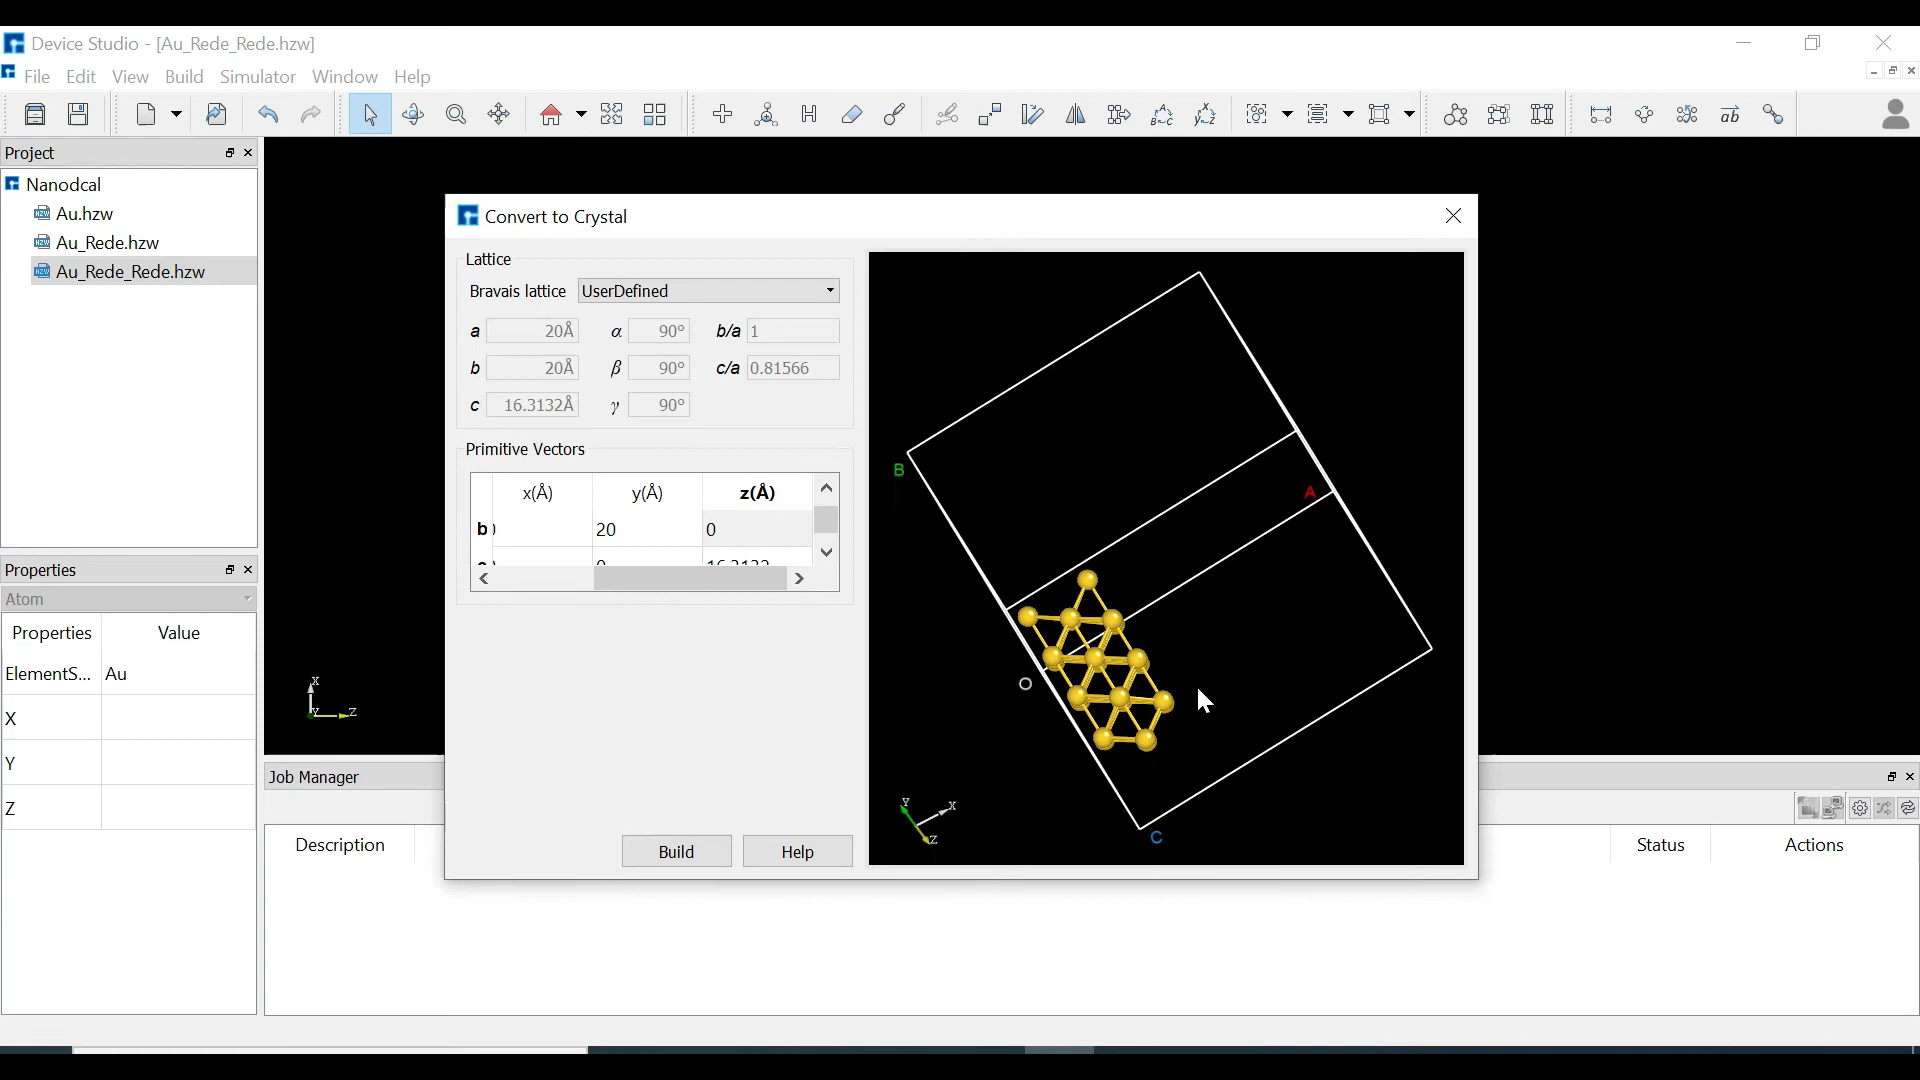 Device Studio - [Au_Rede_Rede.hzw]
File Edit View Build Simulator Window Help
Project
Nanodcal
Au.hzw
Au_Rede.hzw
Au_Rede_Rede.hzw
Properties
Atom
Properties Value
ElementS... Au
X
Y
Z
Convert to Crystal
Lattice
Bravais lattice UserDefined
a 20Å α 90° b/a 1
b 20Å β 90° c/a 0.81566
c 16.3132Å γ 90°
Primitive Vectors
x(Å) y(Å) z(Å)
b 20 0
Build Help
B
A
O
C
Y X Z
X Y Z
Job Manager
Description Status Actions